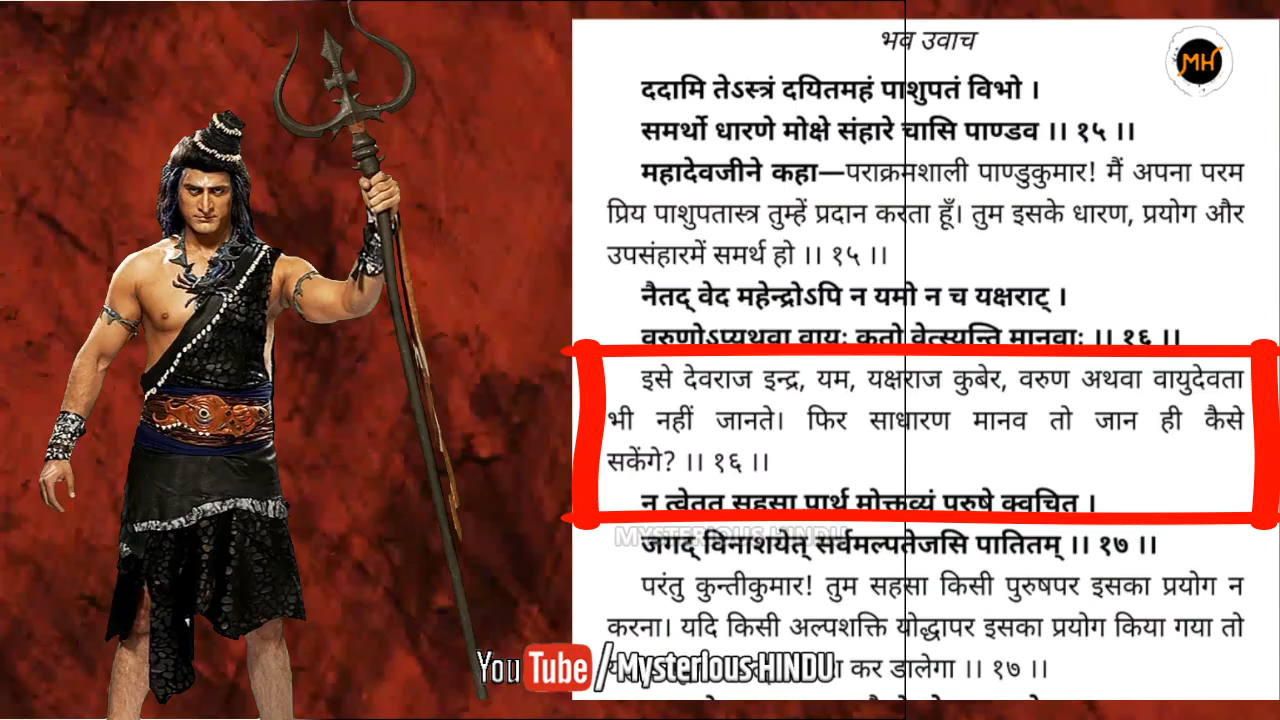 भव उवाच
MH
ददामि तेऽस्त्रं दयितमहं पाशुपतं विभो ।
समर्थो धारणे मोक्षे संहारे चासि पाण्डव ।। १५ ।।
महादेवजीने कहा—पराक्रमशाली पाण्डुकुमार! मैं अपना परम
प्रिय पाशुपतास्त्र तुम्हें प्रदान करता हूँ। तुम इसके धारण, प्रयोग और
उपसंहारमें समर्थ हो ।। १५ ।।
नैतद् वेद महेन्द्रोऽपि न यमो न च यक्षराट् ।
वरुणोऽप्यथवा वायुः कुतो वेत्स्यन्ति मानवाः ।। १६ ।।
इसे देवराज इन्द्र, यम, यक्षराज कुबेर, वरुण अथवा वायुदेवता
भी नहीं जानते। फिर साधारण मानव तो जान ही कैसे
सकेंगे? ।। १६ ।।
न त्वेतत् सहसा पार्थ मोक्तव्यं पुरुषे क्वचित् ।
MYSTERIOUS HINDU
जगद् विनाशयेत् सर्वमल्पतेजसि पातितम् ।। १७ ।।
परंतु कुन्तीकुमार! तुम सहसा किसी पुरुषपर इसका प्रयोग न
करना। यदि किसी अल्पशक्ति योद्धापर इसका प्रयोग किया गया तो
कर डालेगा ।। १७ ।।
YouTube/Mysterious HINDU